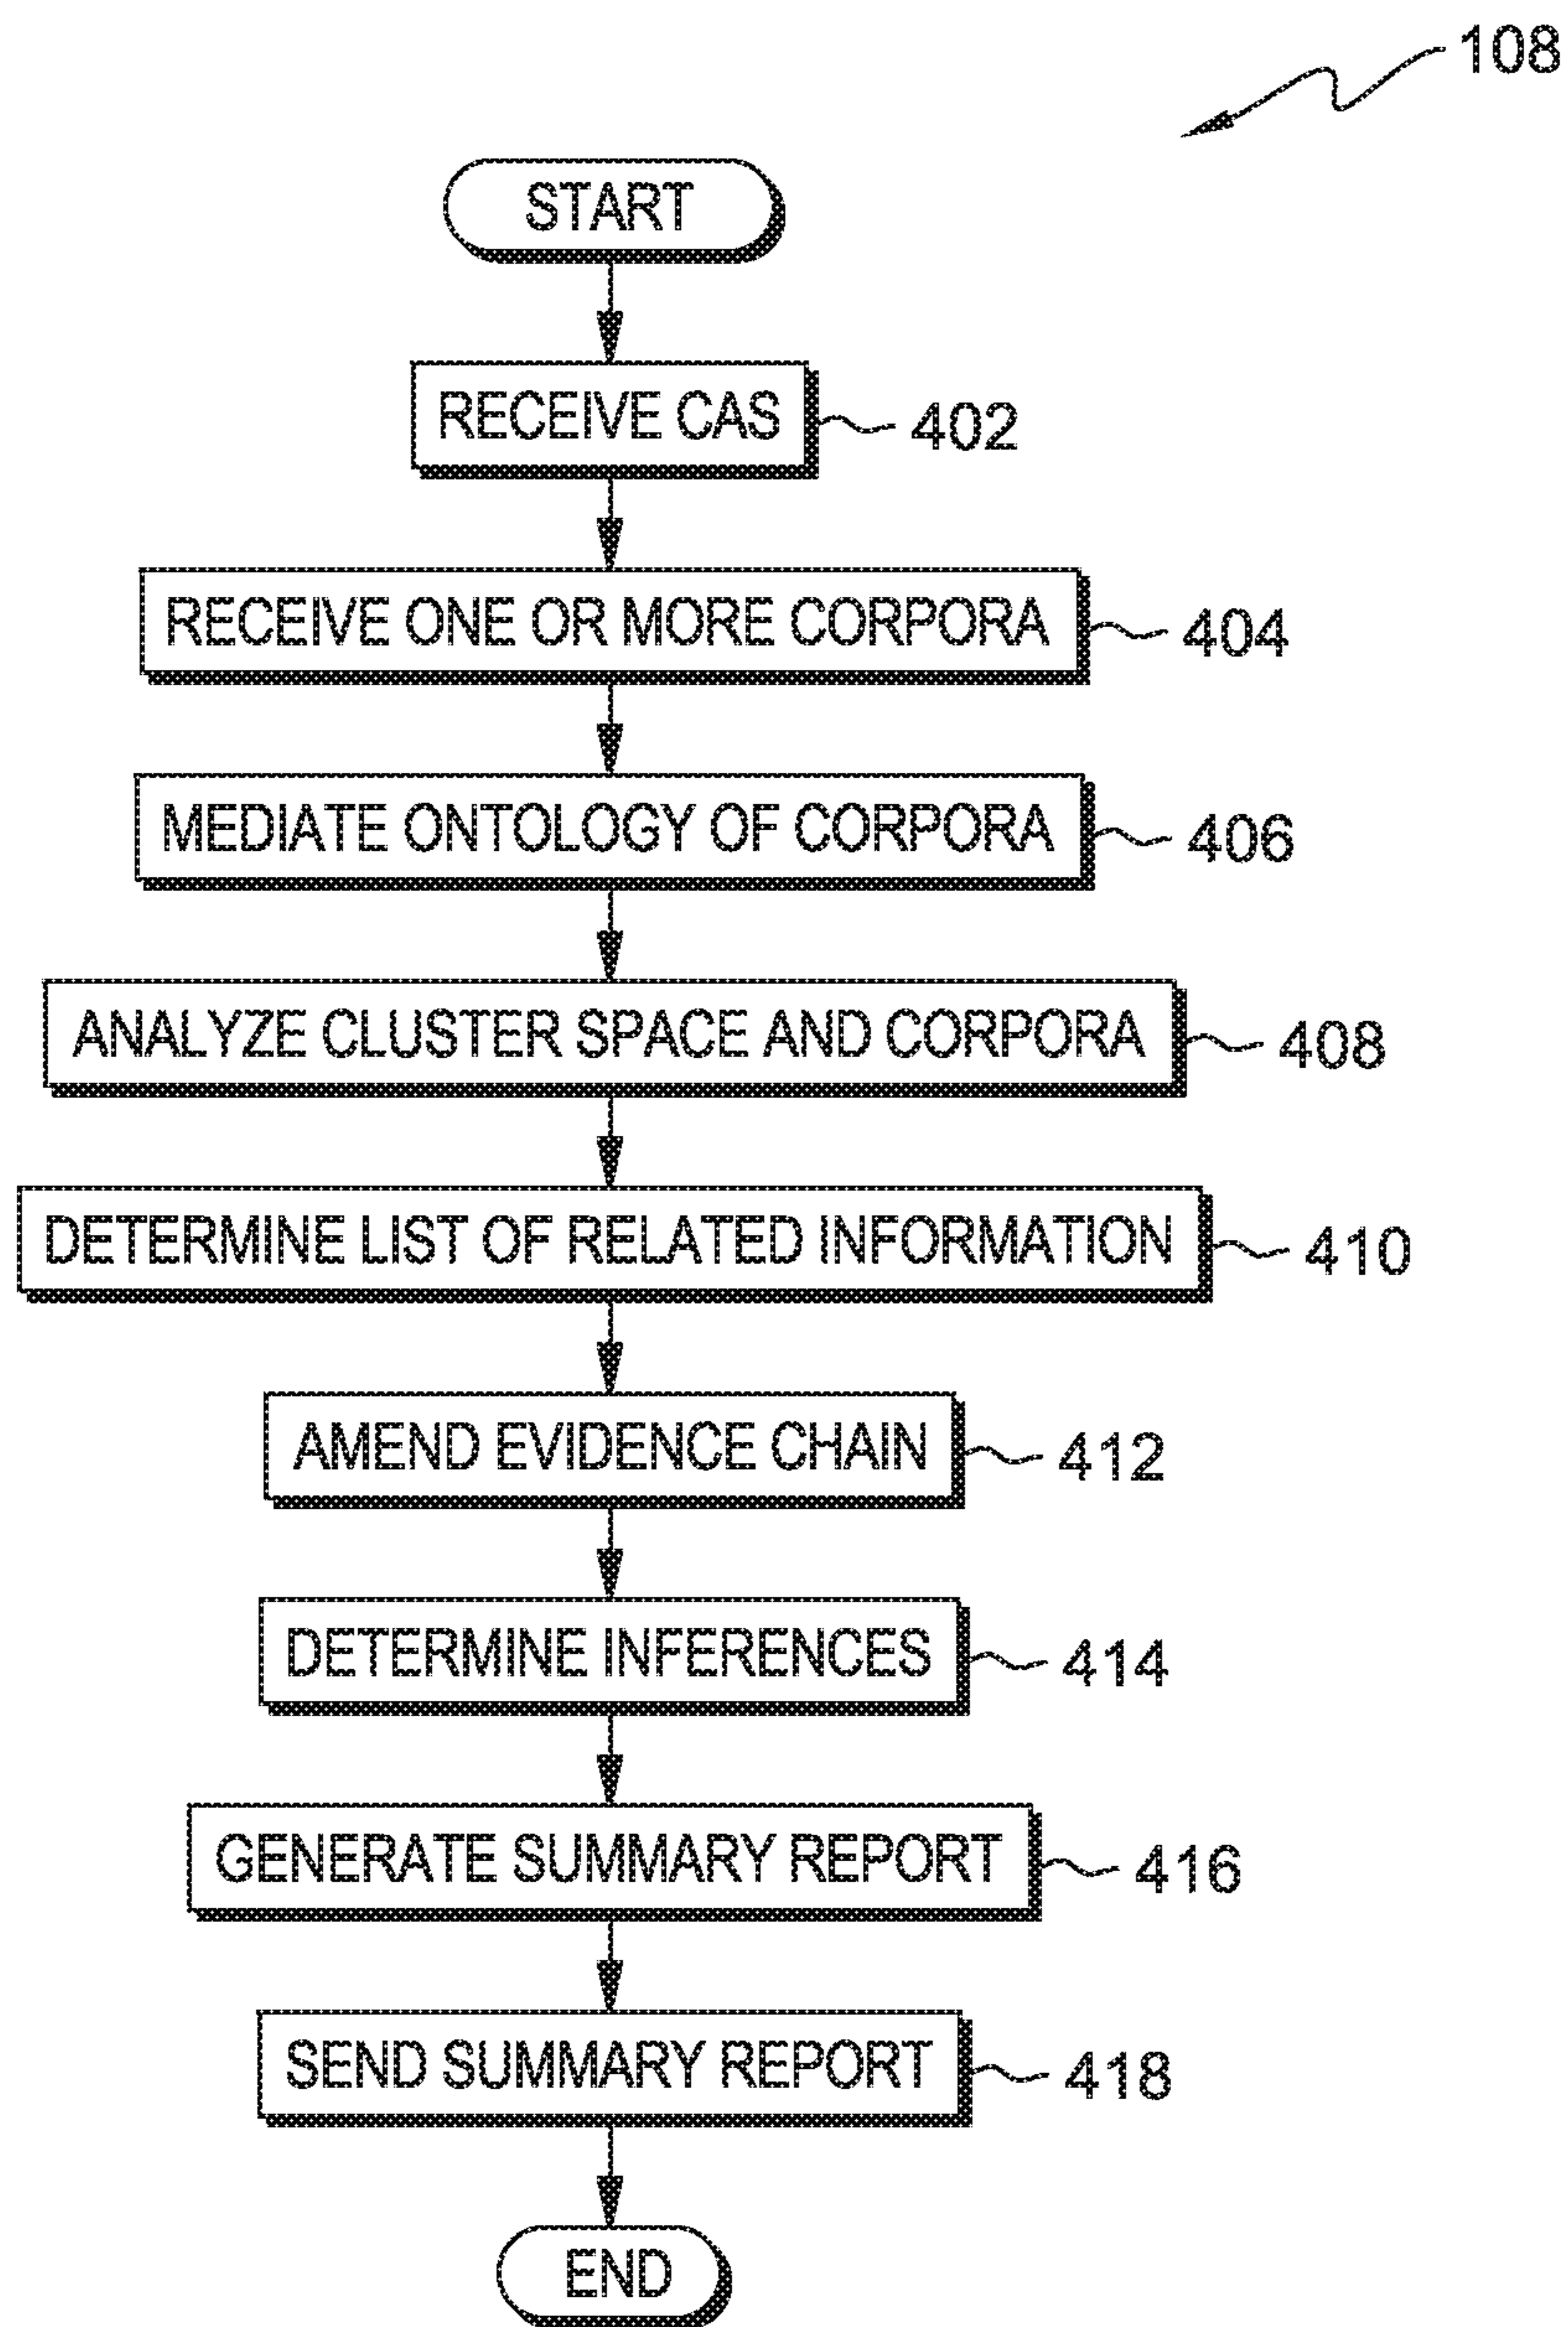 108
START
RECEIVE CAS
402
RECEIVE ONE OR MORE CORPORA
404
MEDIATE ONTOLOGY OF CORPORA
406
ANALYZE CLUSTER SPACE AND CORPORA
408
DETERMINE LIST OF RELATED INFORMATION
410
AMEND EVIDENCE CHAIN
412
DETERMINE INFERENCES
414
GENERATE SUMMARY REPORT
416
SEND SUMMARY REPORT
418
END